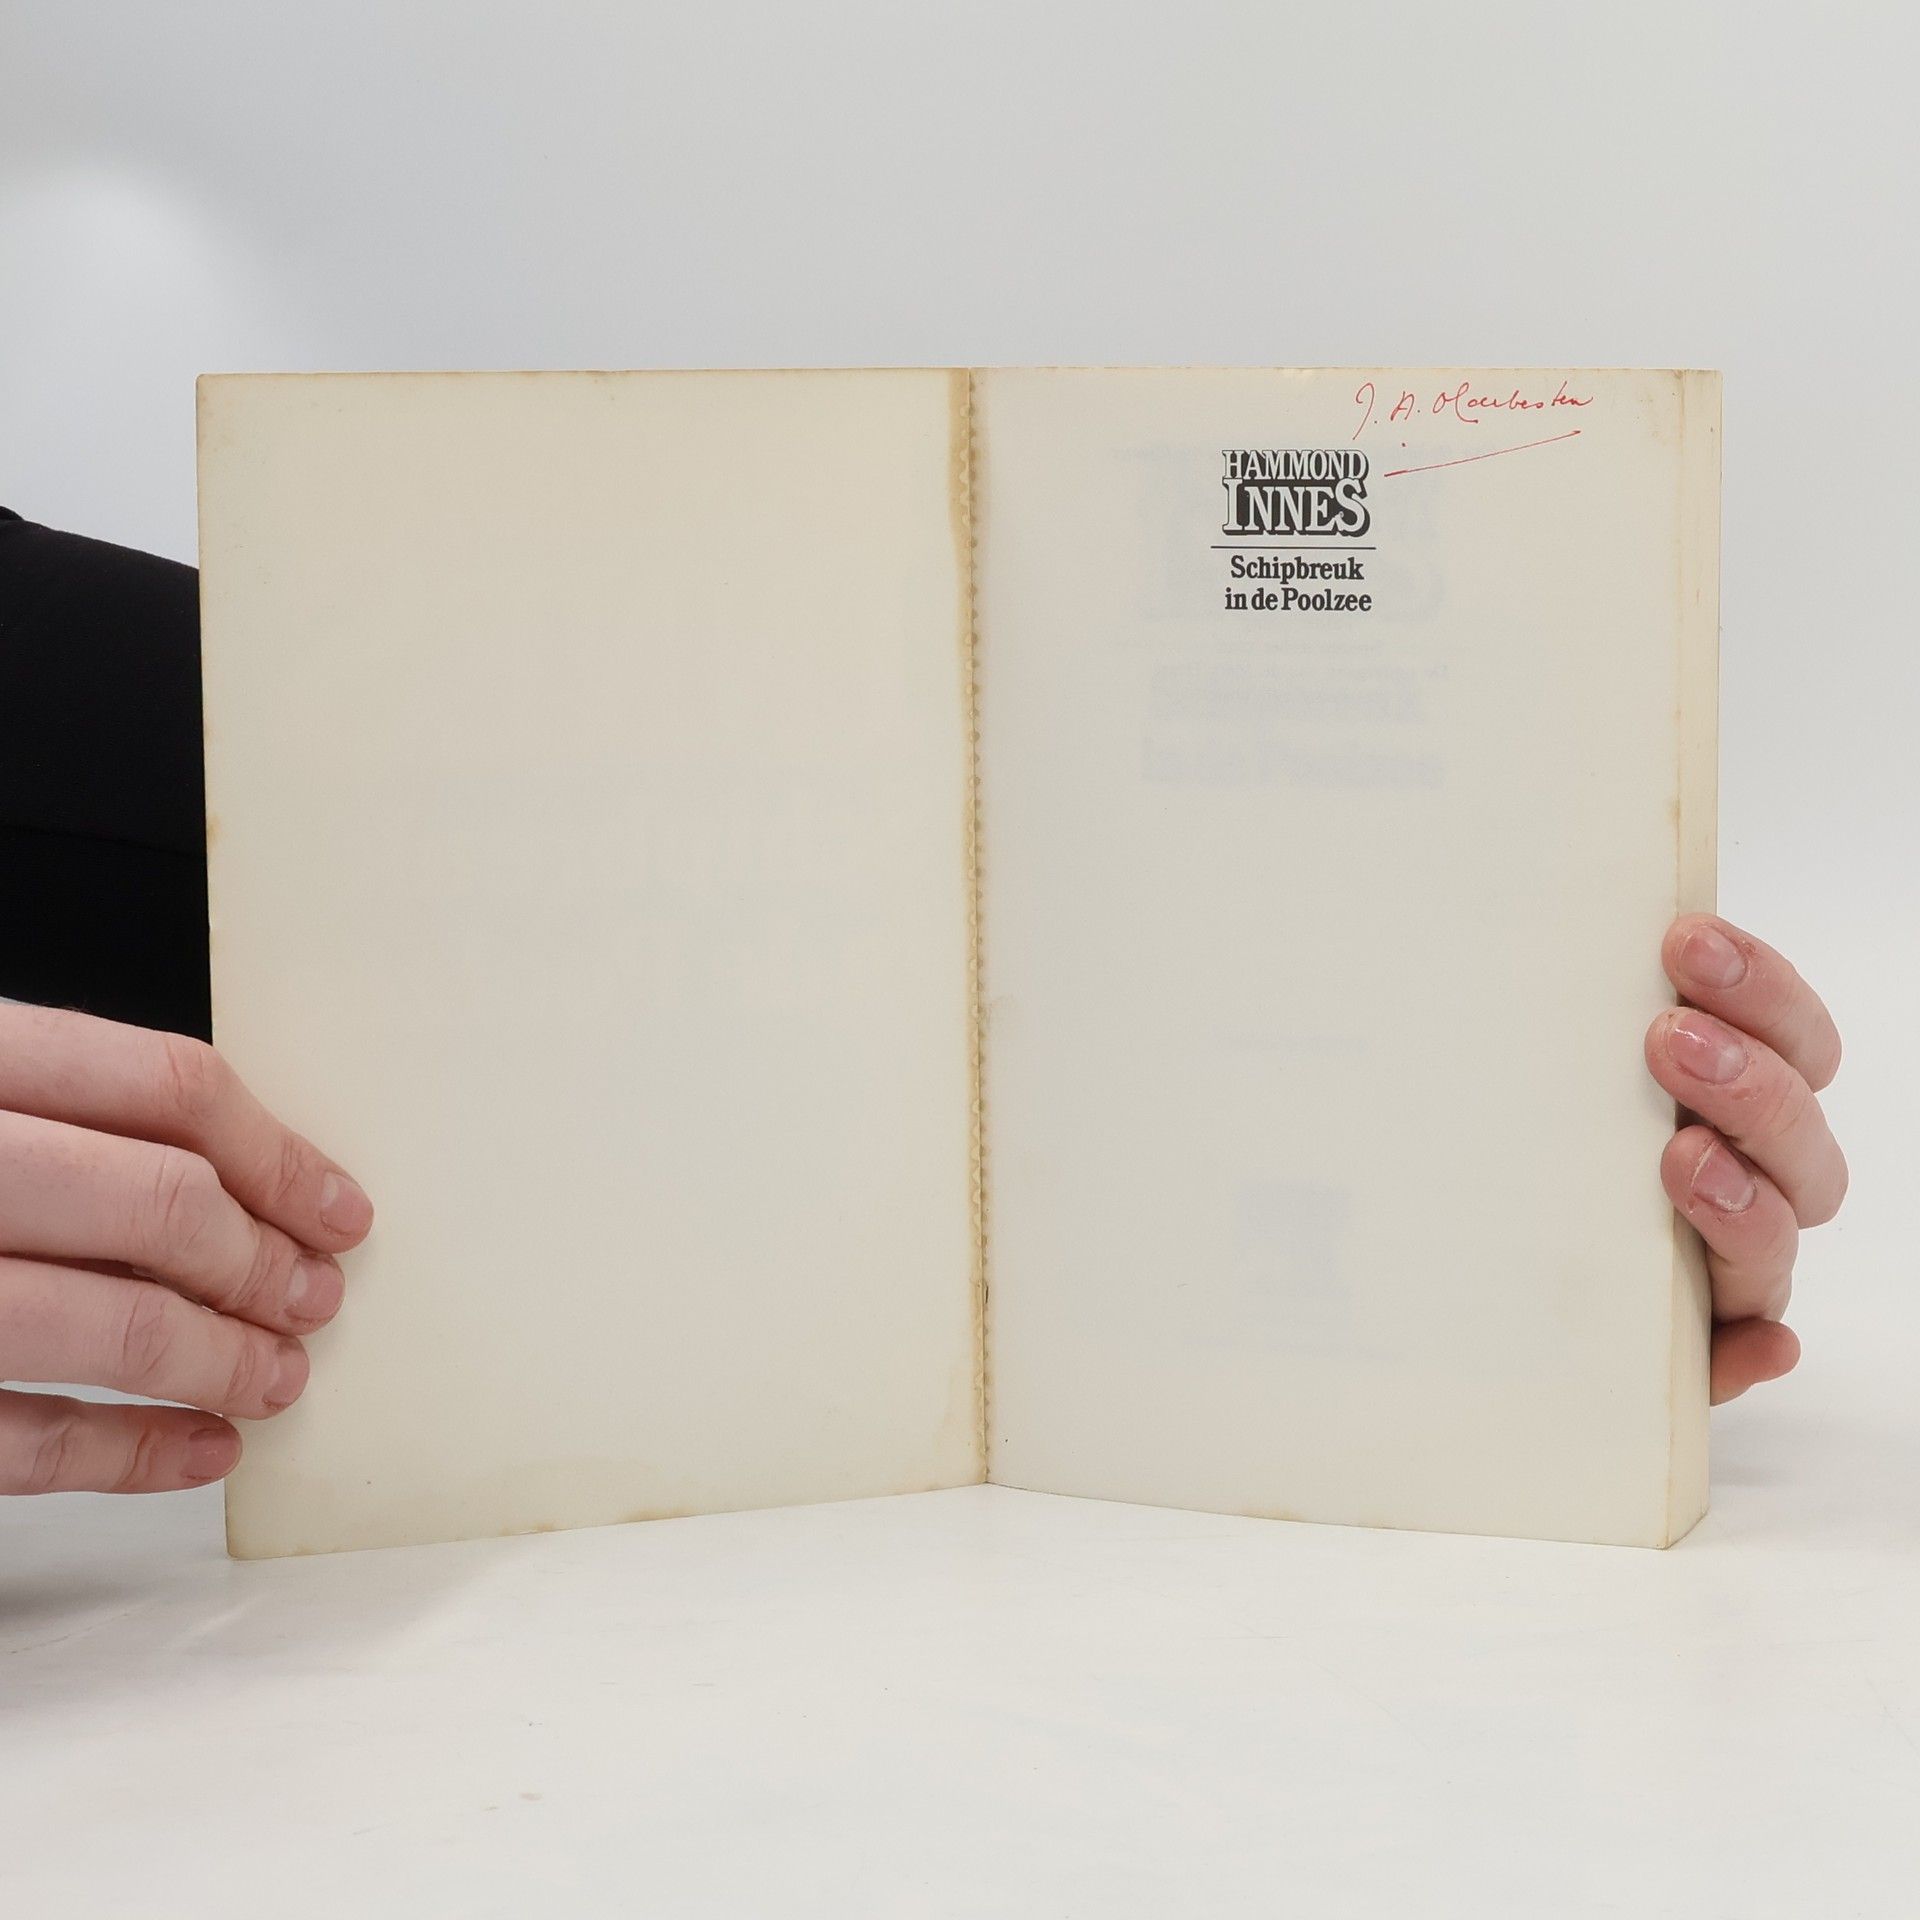 J. A.
HAMMOND
INNES
Schipbreuk
in de Poolzee